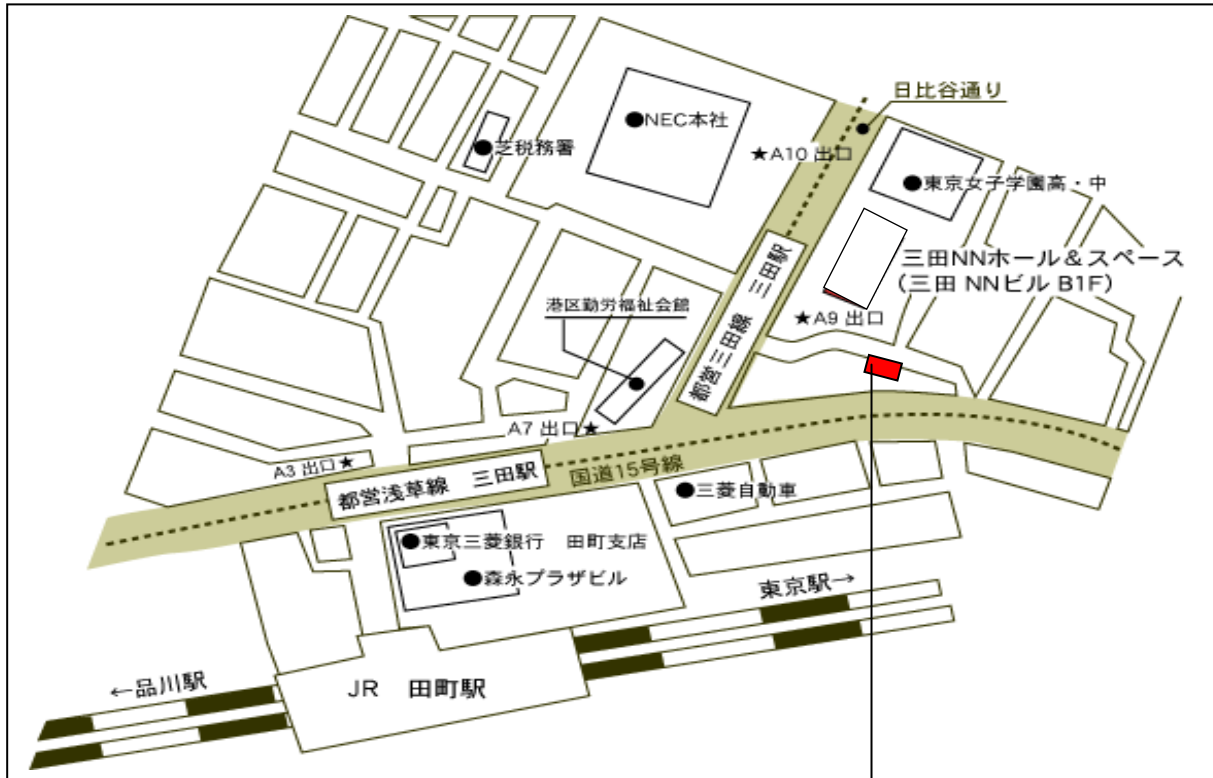 日比谷通り
●NEC本社
●芝税務署
★A10 出口
●東京女子学園高・中
三田NNホール&スペース
(三田 NNビル B1F)
都営三田線 三田駅
港区勤労福祉会館
★A9 出口
A7 出口★
A3 出口★
都営浅草線 三田駅
国道15号線
●三菱自動車
●東京三菱銀行 田町支店
●森永プラザビル
東京駅→
←品川駅
JR 田町駅